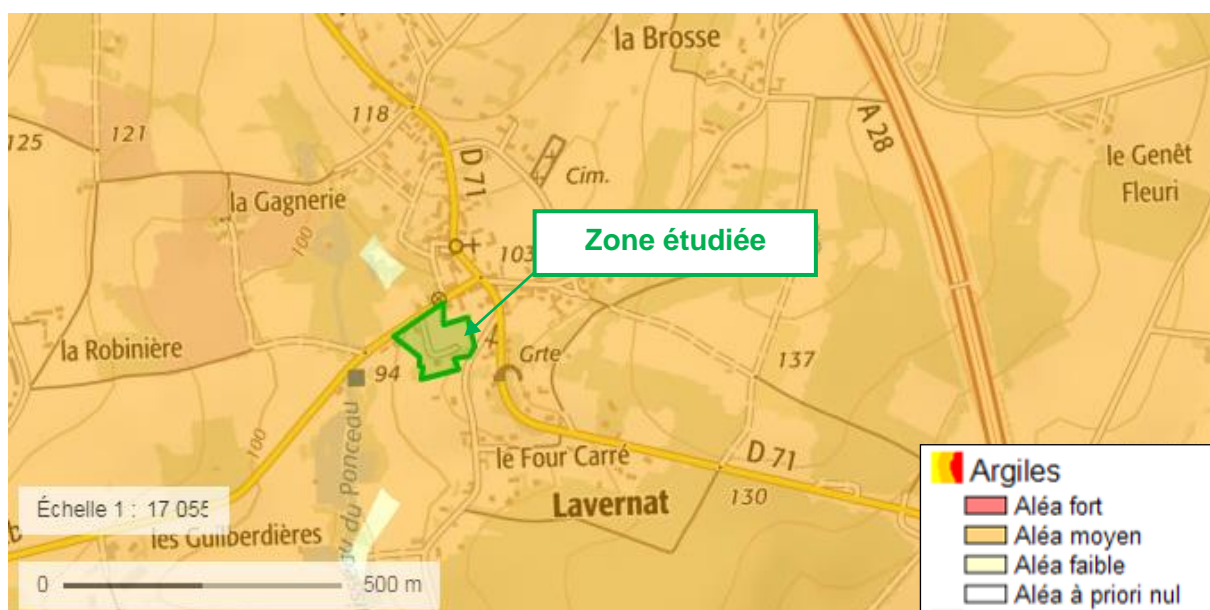 la Brosse
118
A 28
121
125
D 71
Cim.
le Genêt
Fleuri
la Gagnerie
100
Zone étudiée
103
la Robinière
94
Grte
137
100
le Four Carré
D 71
Argiles
Échelle 1 : 17 055
Lavernat
130
Aléa fort
les Guilberdières
du Ponceau
Aléa moyen
Aléa faible
0
500 m
Aléa à priori nul